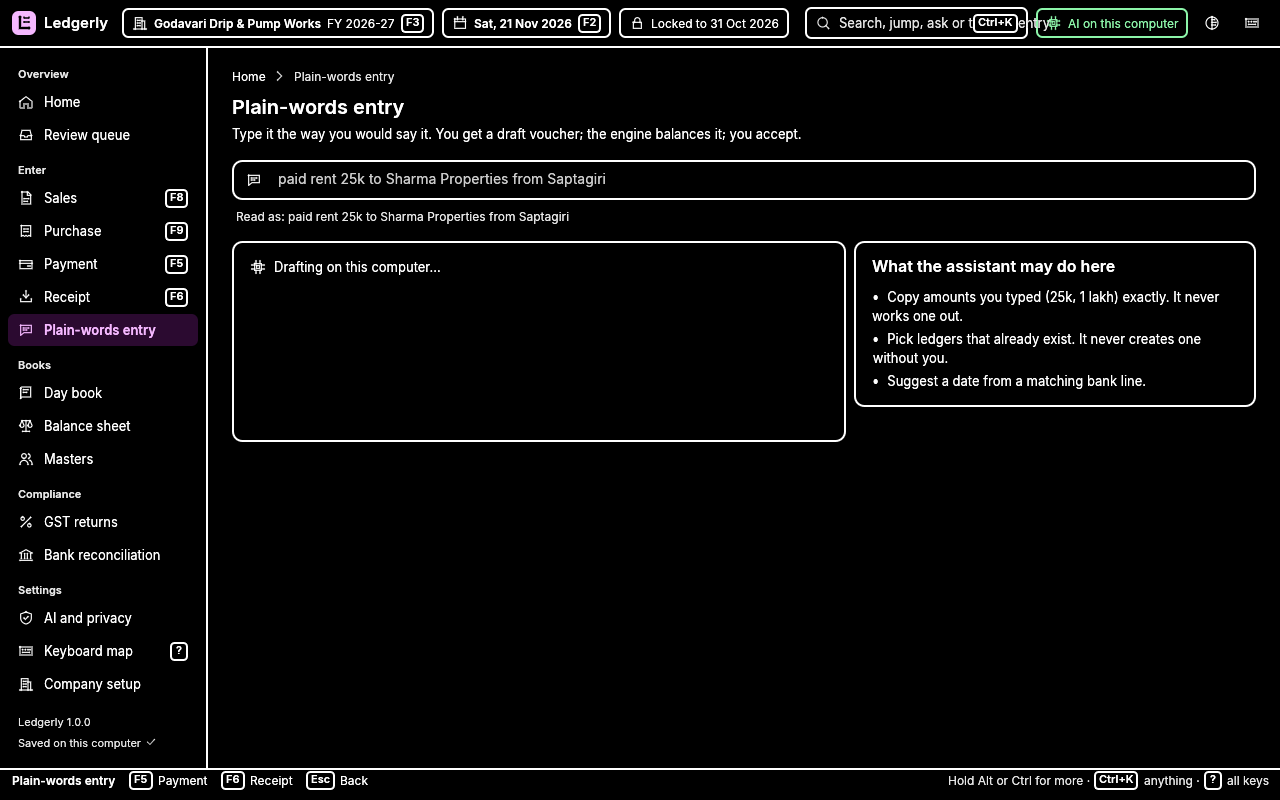 Ledgerly
Godavari Drip & Pump Works FY 2026-27 F3
Sat, 21 Nov 2026 F2
Locked to 31 Oct 2026
Search, jump, ask or t Ctrl+K entry
AI on this computer
Overview
Home
Review queue
Enter
Sales F8
Purchase F9
Payment F5
Receipt F6
Plain-words entry
Books
Day book
Balance sheet
Masters
Compliance
GST returns
Bank reconciliation
Settings
AI and privacy
Keyboard map ?
Company setup
Ledgerly 1.0.0
Saved on this computer
Home > Plain-words entry
Plain-words entry
Type it the way you would say it. You get a draft voucher; the engine balances it; you accept.
paid rent 25k to Sharma Properties from Saptagiri
Read as: paid rent 25k to Sharma Properties from Saptagiri
Drafting on this computer...
What the assistant may do here
• Copy amounts you typed (25k, 1 lakh) exactly. It never
works one out.
• Pick ledgers that already exist. It never creates one
without you.
• Suggest a date from a matching bank line.
Plain-words entry F5 Payment F6 Receipt Esc Back
Hold Alt or Ctrl for more · Ctrl+K anything · ? all keys